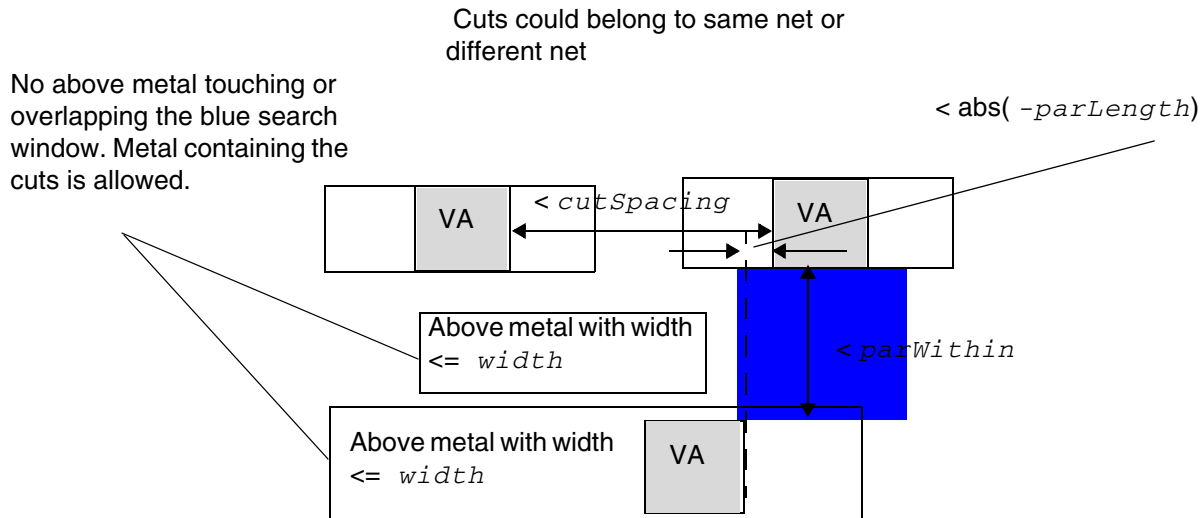 Cuts could belong to same net or
different net
No above metal touching or
overlapping the blue search
window. Metal containing the
cuts is allowed.
< abs( -parLength)
VA
< cutSpacing
VA
Above metal with width
<= width
< parWithin
Above metal with width
<= width
VA